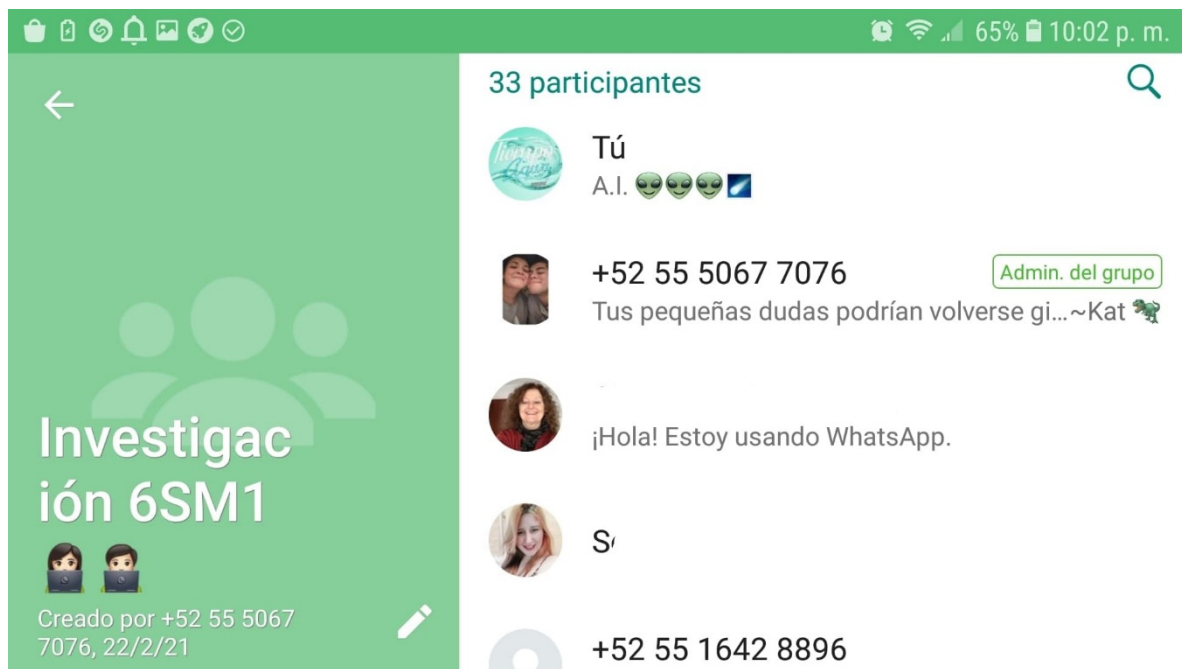 65% 10:02 p. m.
33 participantes
Tú
A.I. 👽👽👽☄️
+52 55 5067 7076
Admin. del grupo
Tus pequeñas dudas podrían volverse gi...~Kat 🦖
¡Hola! Estoy usando WhatsApp.
+52 55 1642 8896
Investigac
ión 6SM1
👩🏻‍💻👨🏻‍💻
Creado por +52 55 5067
7076, 22/2/21